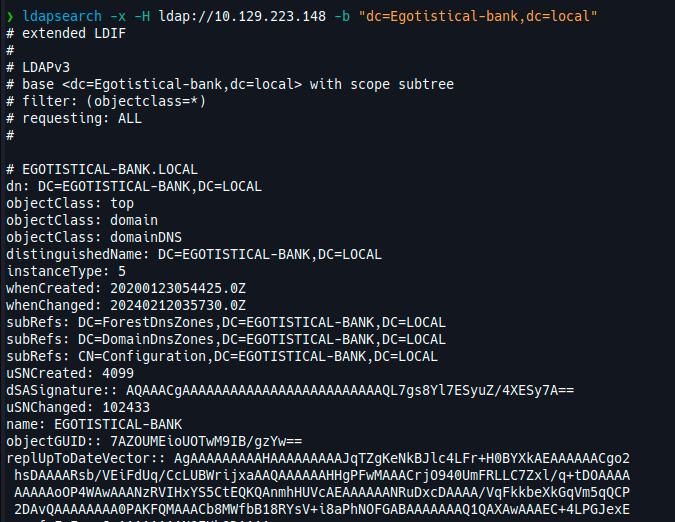 ❯ ldapsearch -x -H ldap://10.129.223.148 -b "dc=Egotistical-bank,dc=local"
# extended LDIF
#
# LDAPv3
# base <dc=Egotistical-bank,dc=local> with scope subtree
# filter: (objectclass=*)
# requesting: ALL
#
# EGOTISTICAL-BANK.LOCAL
dn: DC=EGOTISTICAL-BANK,DC=LOCAL
objectClass: top
objectClass: domain
objectClass: domainDNS
distinguishedName: DC=EGOTISTICAL-BANK,DC=LOCAL
instanceType: 5
whenCreated: 20200123054425.0Z
whenChanged: 20240212035730.0Z
subRefs: DC=ForestDnsZones,DC=EGOTISTICAL-BANK,DC=LOCAL
subRefs: DC=DomainDnsZones,DC=EGOTISTICAL-BANK,DC=LOCAL
subRefs: CN=Configuration,DC=EGOTISTICAL-BANK,DC=LOCAL
uSNCreated: 4099
dSASignature:: AQAAACgAAAAAAAAAAAAAAAAAAAAAAAAAQL7gs8Yl7ESyuZ/4XESy7A==
uSNChanged: 102433
name: EGOTISTICAL-BANK
objectGUID:: 7AZOUMEioUOTwM9IB/gzYw==
replUpToDateVector:: AgAAAAAAAAAHAAAAAAAAAJqTZgKeNkBJlc4LFr+H0BYXkAEAAAAAACgo2
hsDAAAARsb/VEiFdUq/CcLUBWrijxaAAQAAAAAAHHgPFwMAAACrjO940UmFRLLC7Zxl/q+tDOAAAA
AAAAAoOP4WAwAAANzRVIHxYS5CtEQKQAnmhHUVcAEAAAAAANRuDxcDAAAA/VqFkkbeXkGqVm5qQCP
2DAvQAAAAAAAA0PAKFQMAAACb8MWfbB18RYsV+i8aPhNOFGABAAAAAAAQ1QAXAwAAAEC+4LPGJexE